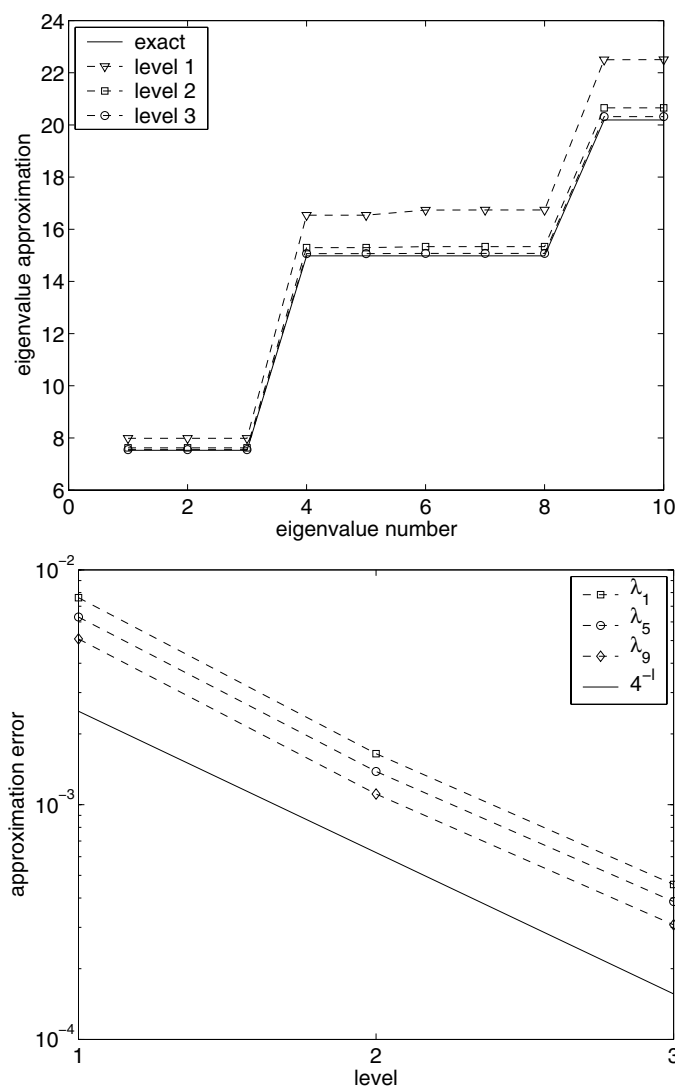 24
22
20
18
16
14
12
10
8
6
eigenvalue approximation
exact
level 1
level 2
level 3
0
2
4
6
8
10
eigenvalue number
10⁻²
10⁻³
10⁻⁴
approximation error
λ₁
λ₅
λ₉
4⁻ˡ
1
2
3
level